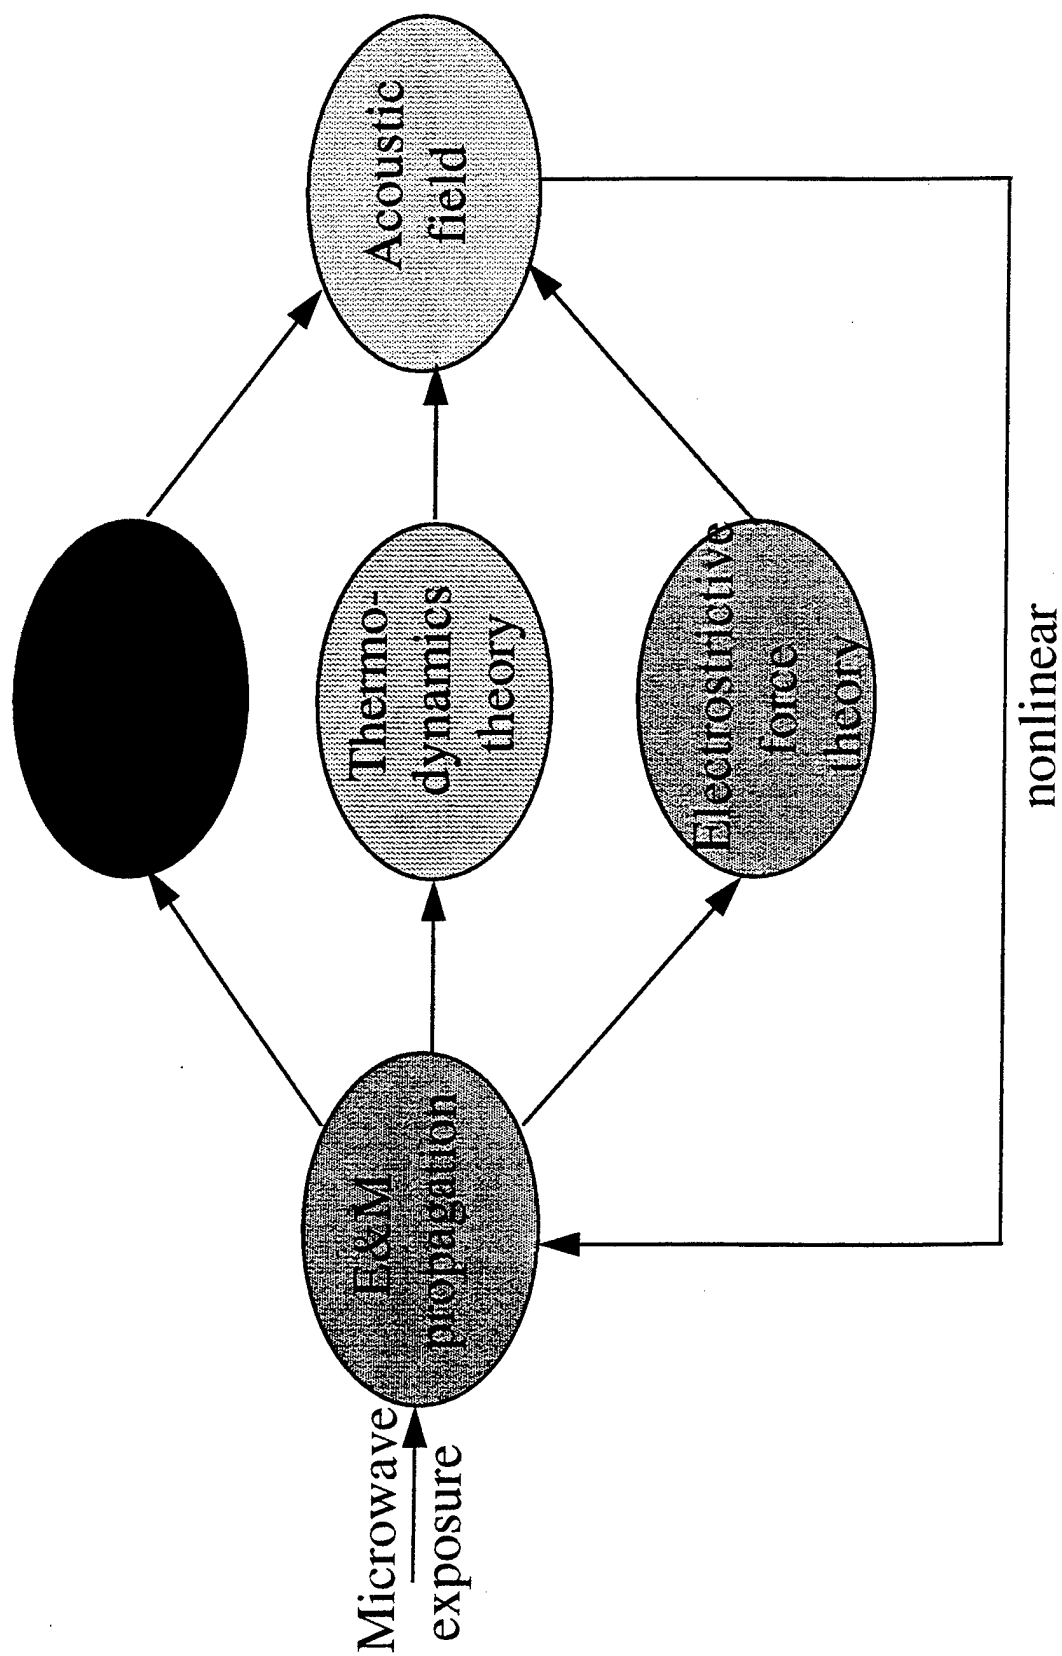 Microwave
exposure
E&M
propagation
Thermo-
dynamics
theory
Electrostrictive
force
theory
Acoustic
field
nonlinear